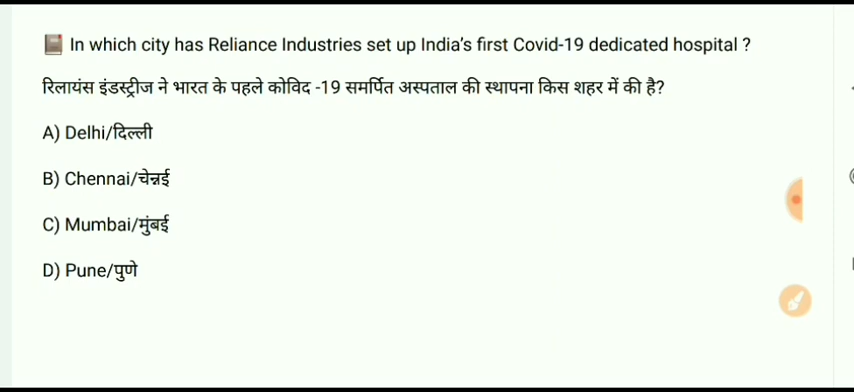 In which city has Reliance Industries set up India's first Covid-19 dedicated hospital ?
रिलायंस इंडस्ट्रीज ने भारत के पहले कोविद -19 समर्पित अस्पताल की स्थापना किस शहर में की है?
A) Delhi/दिल्ली
B) Chennai/चेन्नई
C) Mumbai/मुंबई
D) Pune/पुणे